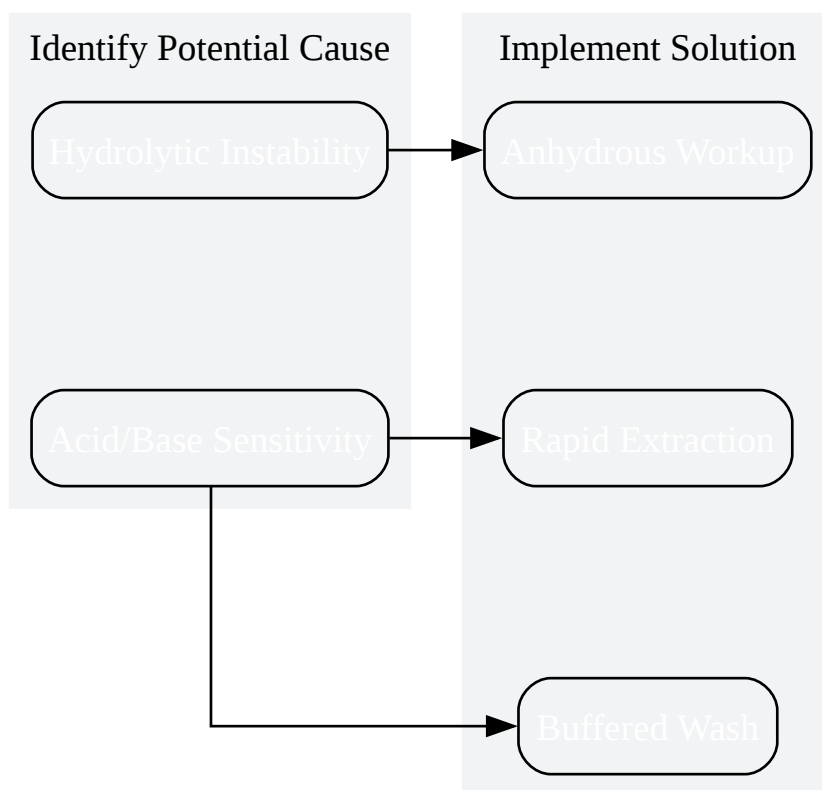 Identify Potential Cause
Implement Solution
Hydrolytic Instability
Anhydrous Workup
Acid/Base Sensitivity
Rapid Extraction
Buffered Wash